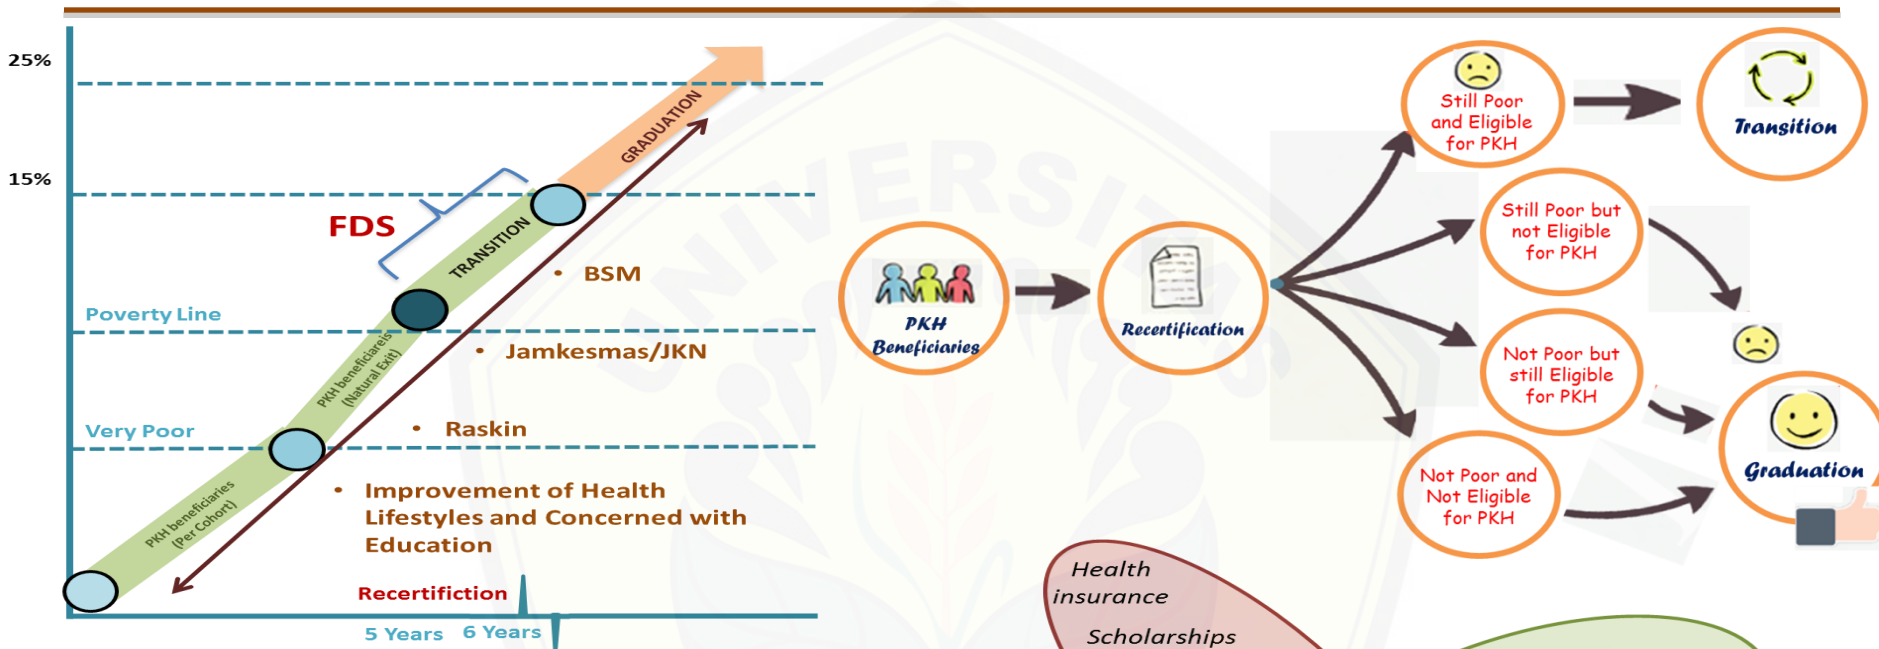 25%
15%
GRADUATION
FDS
TRANSITION
• BSM
Poverty Line
PKH beneficiareis
(Natural Exit)
• Jamkesmas/JKN
Very Poor
• Raskin
PKH beneficiaries
(Per Cohort)
• Improvement of Health
Lifestyles and Concerned with
Education
Recertifiction
5 Years 6 Years
UNIVERSITAS
PKH
Beneficiaries
Recertification
Still Poor
and Eligible
for PKH
Transition
Still Poor but
not Eligible
for PKH
Not Poor but
still Eligible
for PKH
Not Poor and
Not Eligible
for PKH
Graduation
Health
insurance
Scholarships